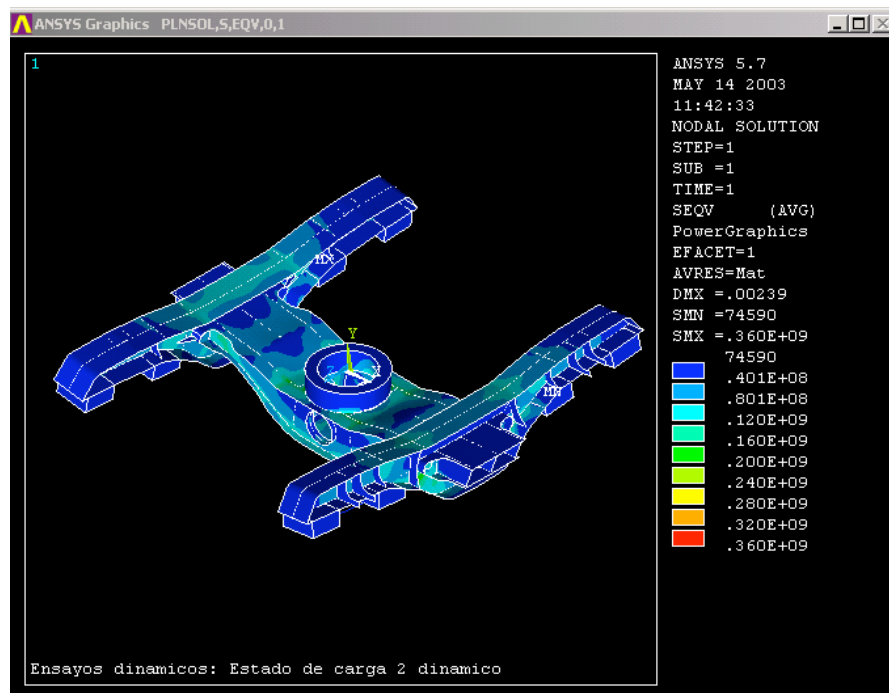 ANSYS Graphics PLNSOL,S,EQV,0,1
1
ANSYS 5.7
MAY 14 2003
11:42:33
NODAL SOLUTION
STEP=1
SUB =1
TIME=1
SEQV (AVG)
PowerGraphics
EFACET=1
AVRES=Mat
DMX =.00239
SMN =74590
SMX =.360E+09
74590
.401E+08
.801E+08
.120E+09
.160E+09
.200E+09
.240E+09
.280E+09
.320E+09
.360E+09
MX
Y
Z
MN
Ensayos dinamicos: Estado de carga 2 dinamico